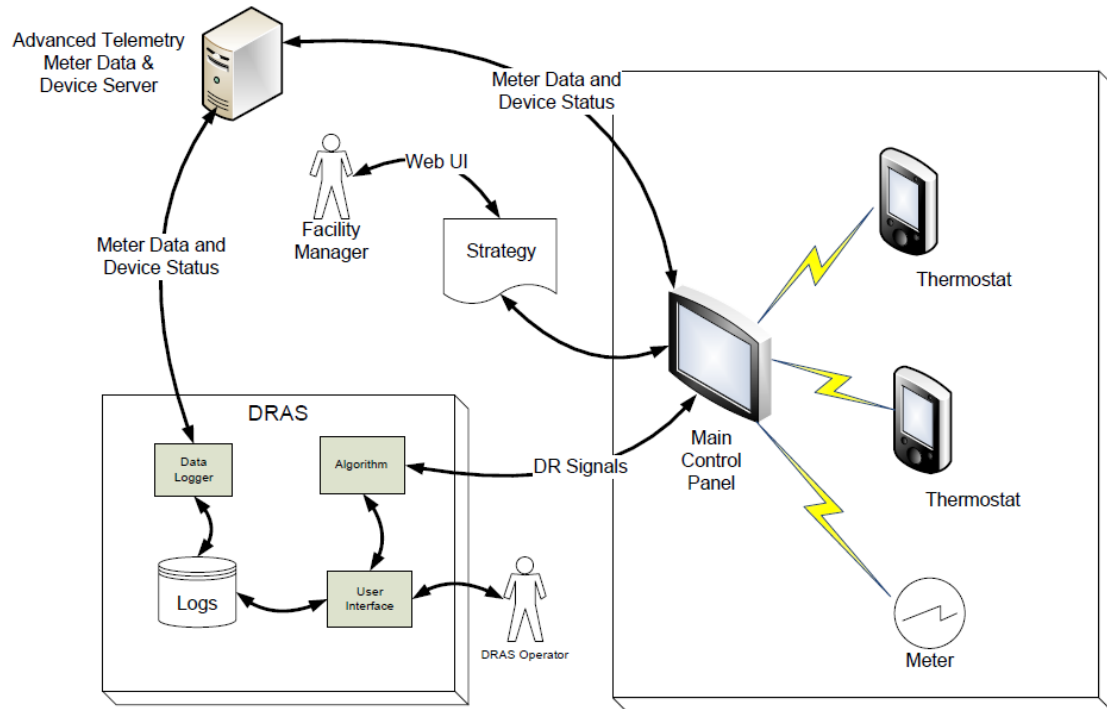 Advanced Telemetry
Meter Data &
Device Server
Meter Data and
Device Status
Web UI
Facility
Manager
Strategy
Meter Data and
Device Status
Thermostat
Thermostat
Main
Control
Panel
DR Signals
DRAS
Data
Logger
Algorithm
Logs
User
Interface
DRAS Operator
Meter